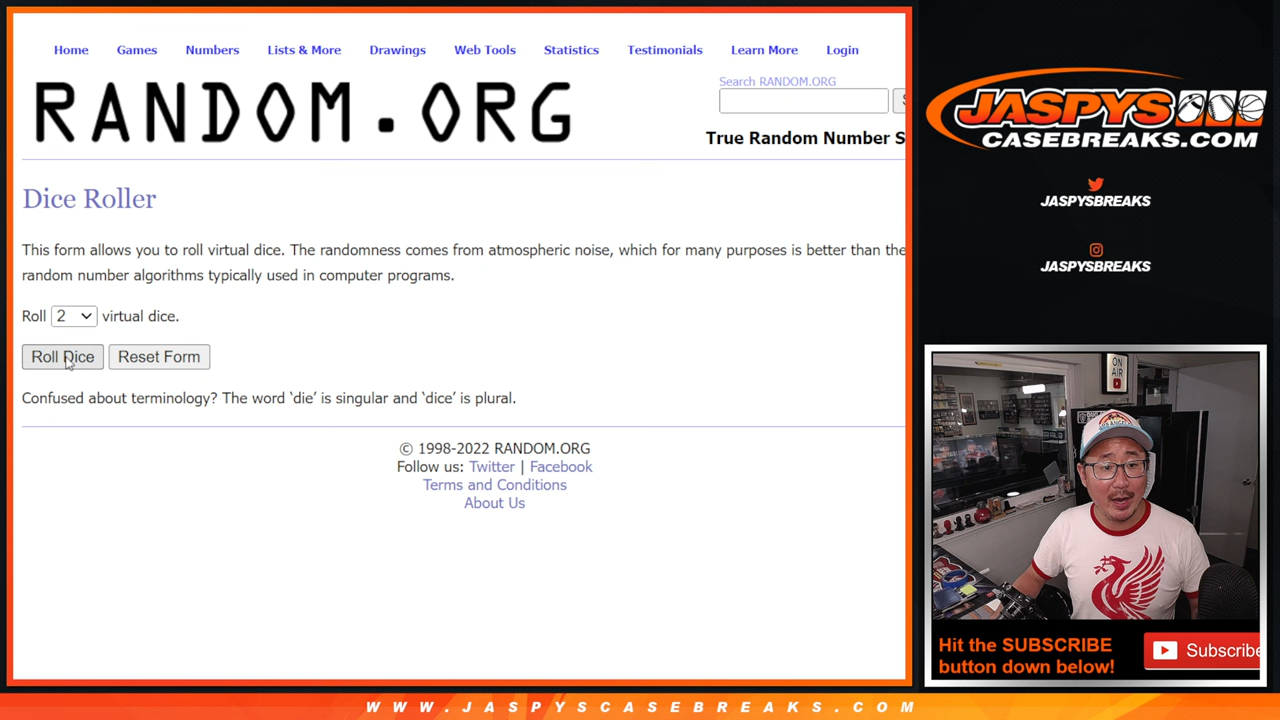 Home Games Numbers Lists & More Drawings Web Tools Statistics Testimonials Learn More Login
RANDOM.ORG
Search RANDOM.ORG
True Random Number S
Dice Roller
This form allows you to roll virtual dice. The randomness comes from atmospheric noise, which for many purposes is better than the
random number algorithms typically used in computer programs.
Roll 2 virtual dice.
Roll Dice Reset Form
Confused about terminology? The word ‘die’ is singular and ‘dice’ is plural.
© 1998-2022 RANDOM.ORG
Follow us: Twitter | Facebook
Terms and Conditions
About Us
JASPYS
CASEBREAKS.COM
JASPYSBREAKS
JASPYSBREAKS
ON
AIR
Hit the SUBSCRIBE
button down below!
Subscribe
WWW.JASPYSCASEBREAKS.COM